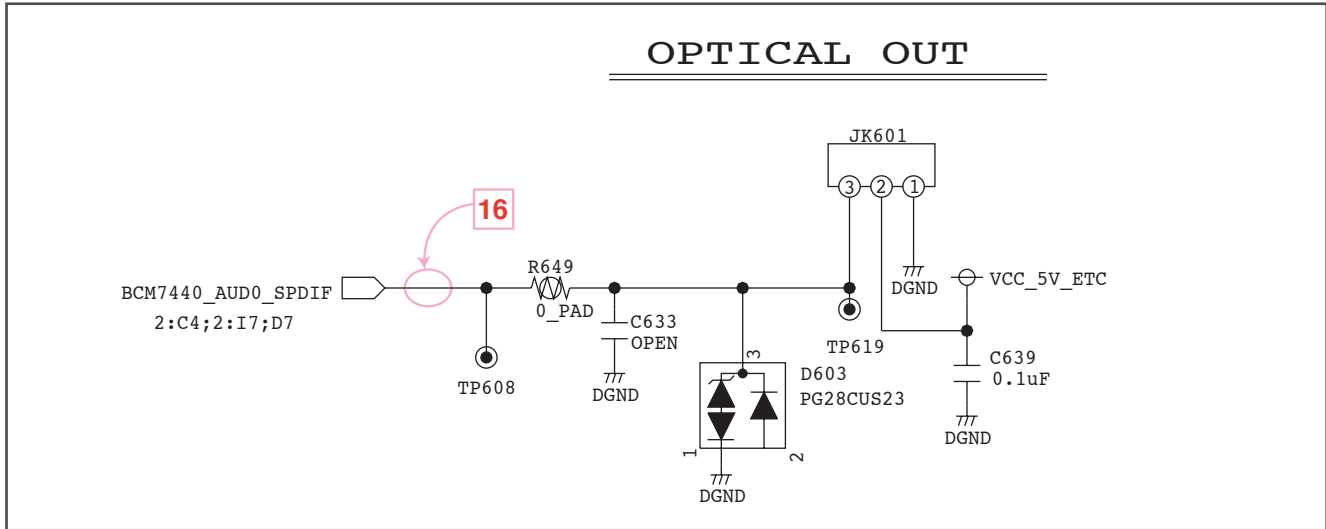 OPTICAL OUT
JK601
3 2 1
16
R649
DGND
VCC_5V_ETC
BCM7440_AUD0_SPDIF
0_PAD
2:C4;2:I7;D7
C633
OPEN
TP619
3
C639
D603
0.1uF
TP608
DGND
PG28CUS23
DGND
1
2
DGND